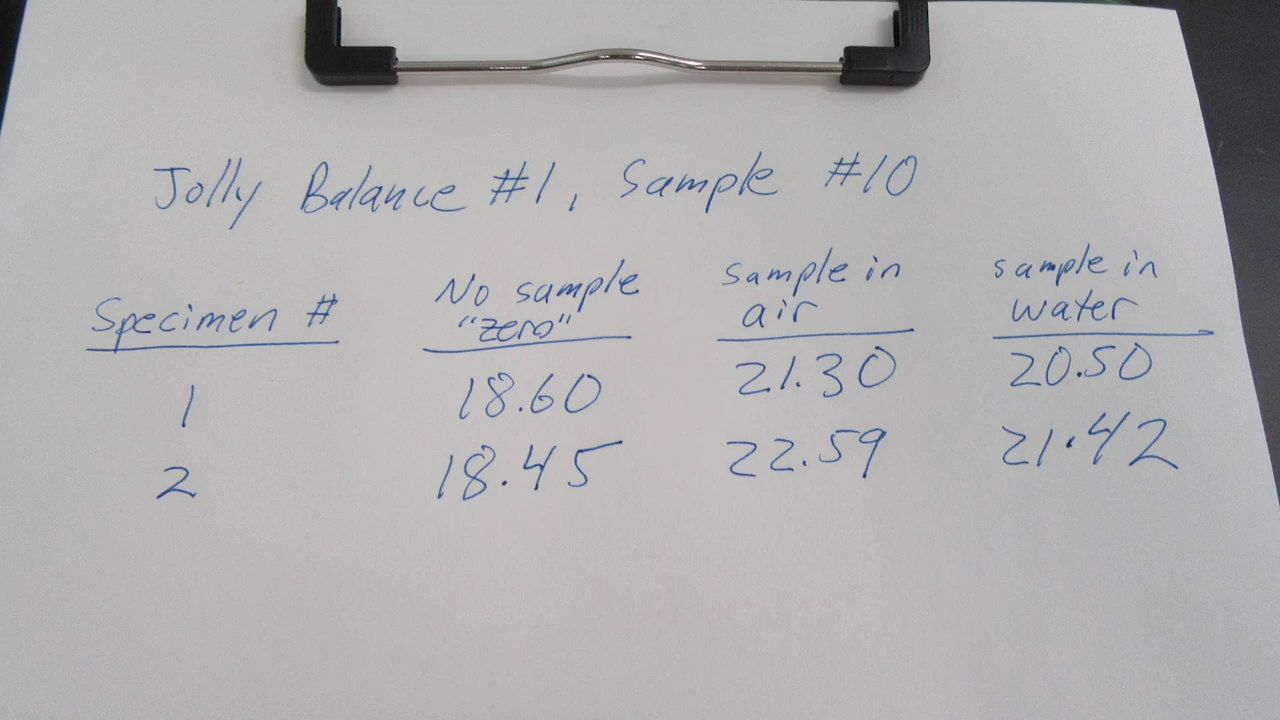 Jolly Balance #1, Sample #10
Specimen # No sample "zero" sample in air sample in water
1 18.60 21.30 20.50
2 18.45 22.59 21.42